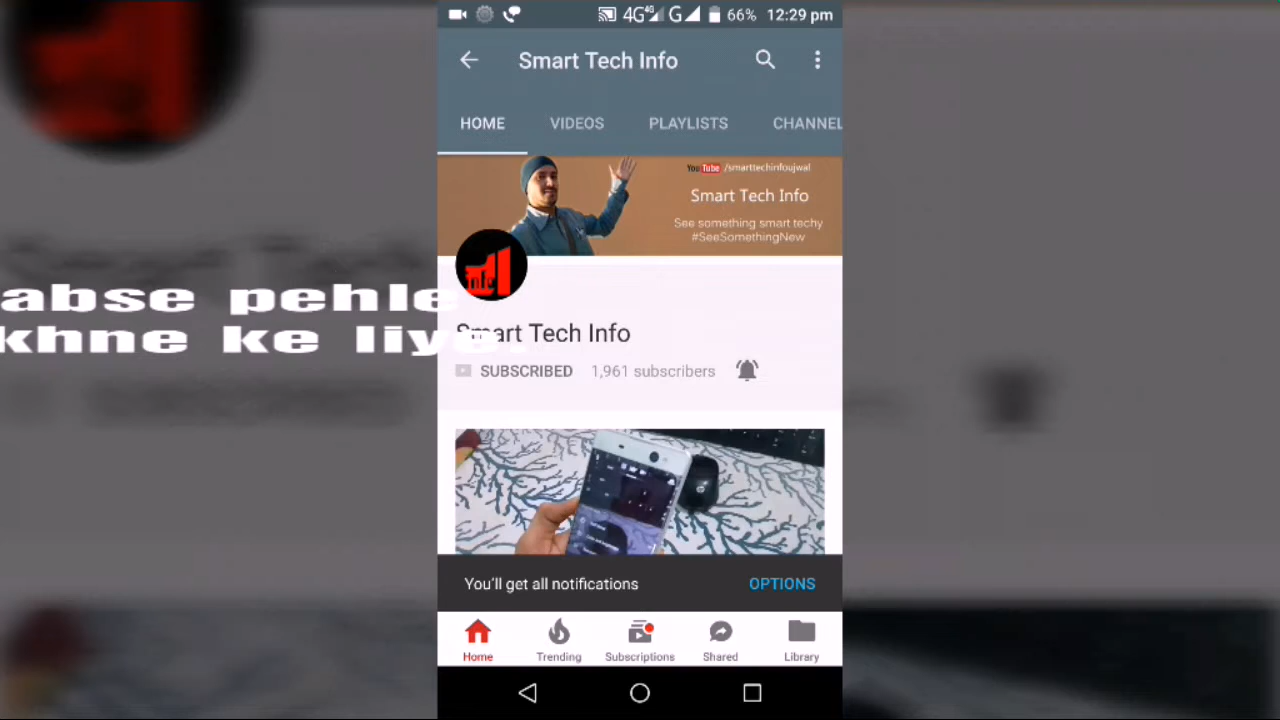 4G 4G G 66% 12:29 pm
Smart Tech Info
HOME VIDEOS PLAYLISTS CHANNEL
YouTube /smarttechinfoujwal
Smart Tech Info
See something smart techy
#SeeSomethingNew
info
abse pehle
khne ke liye.
Smart Tech Info
SUBSCRIBED 1,961 subscribers
You'll get all notifications OPTIONS
Home Trending Subscriptions Shared Library